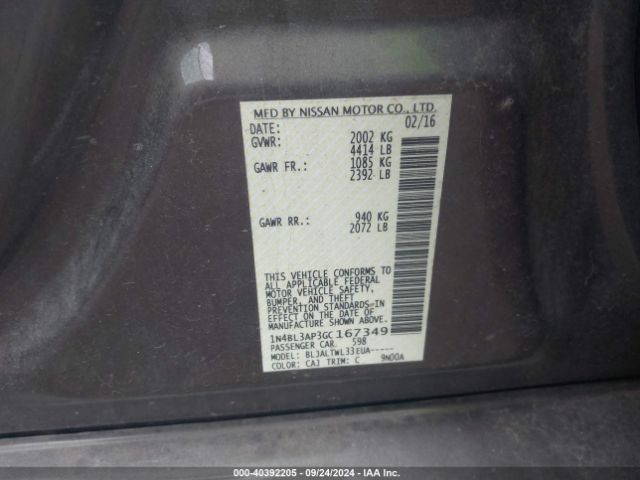 MFD BY NISSAN MOTOR CO., LTD.
DATE: 02/16
GVWR: 2002 KG
4414 LB
GAWR FR.: 1085 KG
2392 LB
GAWR RR.: 940 KG
2072 LB
THIS VEHICLE CONFORMS TO
ALL APPLICABLE FEDERAL
MOTOR VEHICLE SAFETY,
BUMPER, AND THEFT
PREVENTION STANDARDS IN
EFFECT ON THE DATE OF
MANUFACTURE SHOWN ABOVE.
1N4BL3AP3GC167349
PASSENGER CAR. 598
MODEL: BLJALTWL33EUA-----
COLOR: CAJ TRIM: C 9N00A
000-40392205 - 09/24/2024 - IAA Inc.